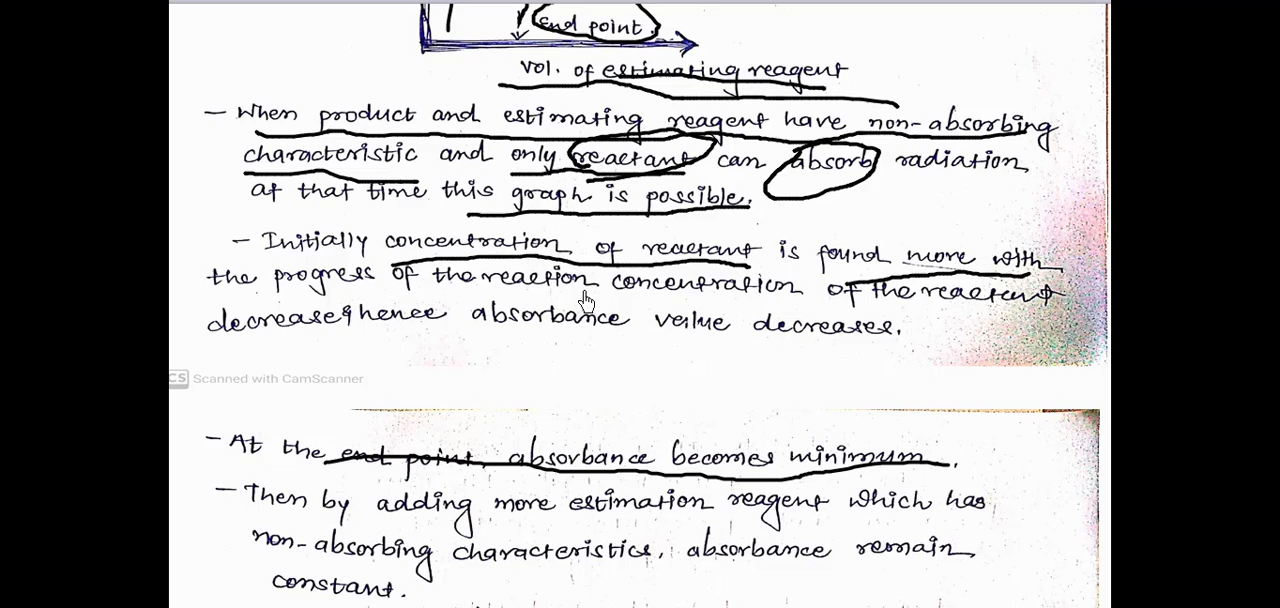 end point.
Vol. of estimating reagent
- When product and estimating reagent have non-absorbing
characteristic and only reactant can absorb radiation
at that time this graph is possible.
- Initially concentration of reactant is found more with
the progress of the reaction concentration of the reactant
decrease & hence absorbance value decreases.
CS Scanned with CamScanner
- At the end point, absorbance becomes minimum.
- Then by adding more estimation reagent which has
non-absorbing characteristics, absorbance remain
constant.